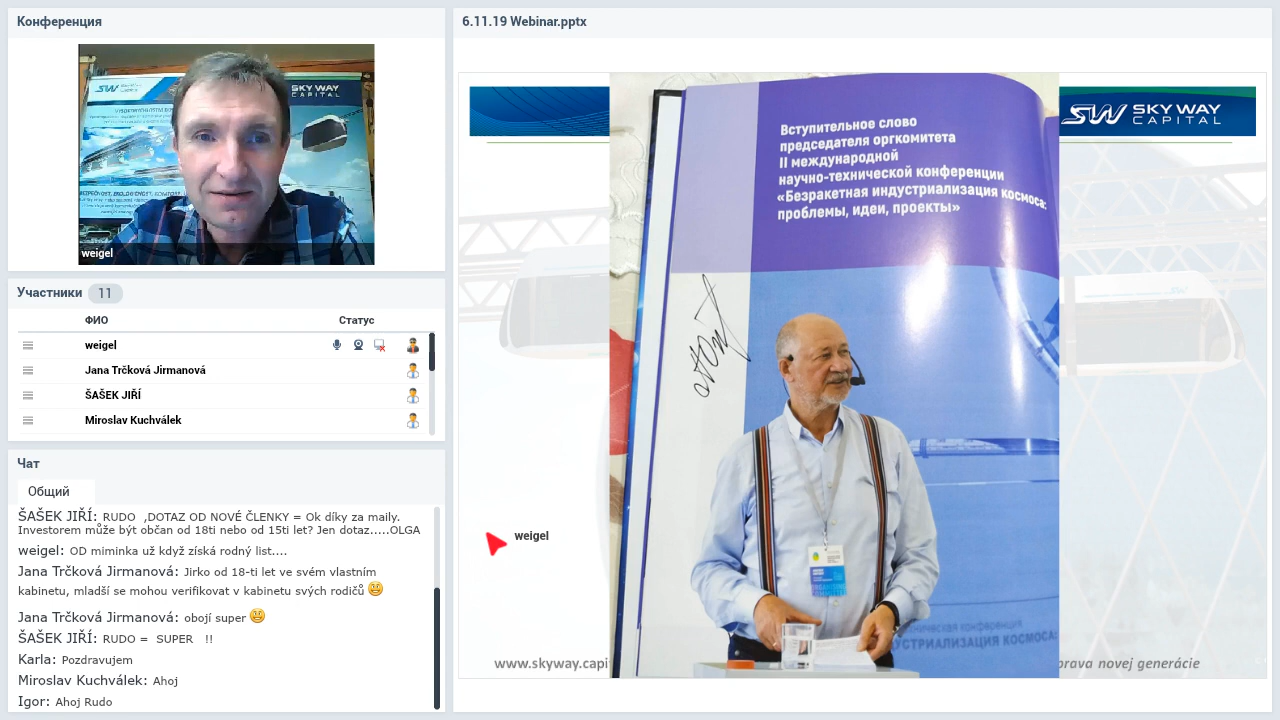 Конференция
SW
SKY WAY
CAPITAL
weigel
Участники 11
ФИО Статус
weigel
Jana Trčková Jirmanová
ŠAŠEK JIŘÍ
Miroslav Kuchválek
Чат
Общий
ŠAŠEK JIŘÍ: RUDO ,DOTAZ OD NOVÉ ČLENKY = Ok díky za maily.
Investorem může být občan od 18ti nebo od 15ti let? Jen dotaz.....OLGA
weigel: OD miminka už když získá rodný list....
Jana Trčková Jirmanová: Jirko od 18-ti let ve svém vlastním
kabinetu, mladší se mohou verifikovat v kabinetu svých rodičů
Jana Trčková Jirmanová: obojí super
ŠAŠEK JIŘÍ: RUDO = SUPER !!
Karla: Pozdravujem
Miroslav Kuchválek: Ahoj
Igor: Ahoj Rudo
6.11.19 Webinar.pptx
SW SKY WAY
CAPITAL
Вступительное слово
председателя оргкомитета
II международной
научно-технической конференции
«Безракетная индустриализация космоса:
проблемы, идеи, проекты»
weigel
ническая конференция
УСТРИАЛИЗАЦИЯ КОСМОСА:
www.skyway.capi
prava novej generácie